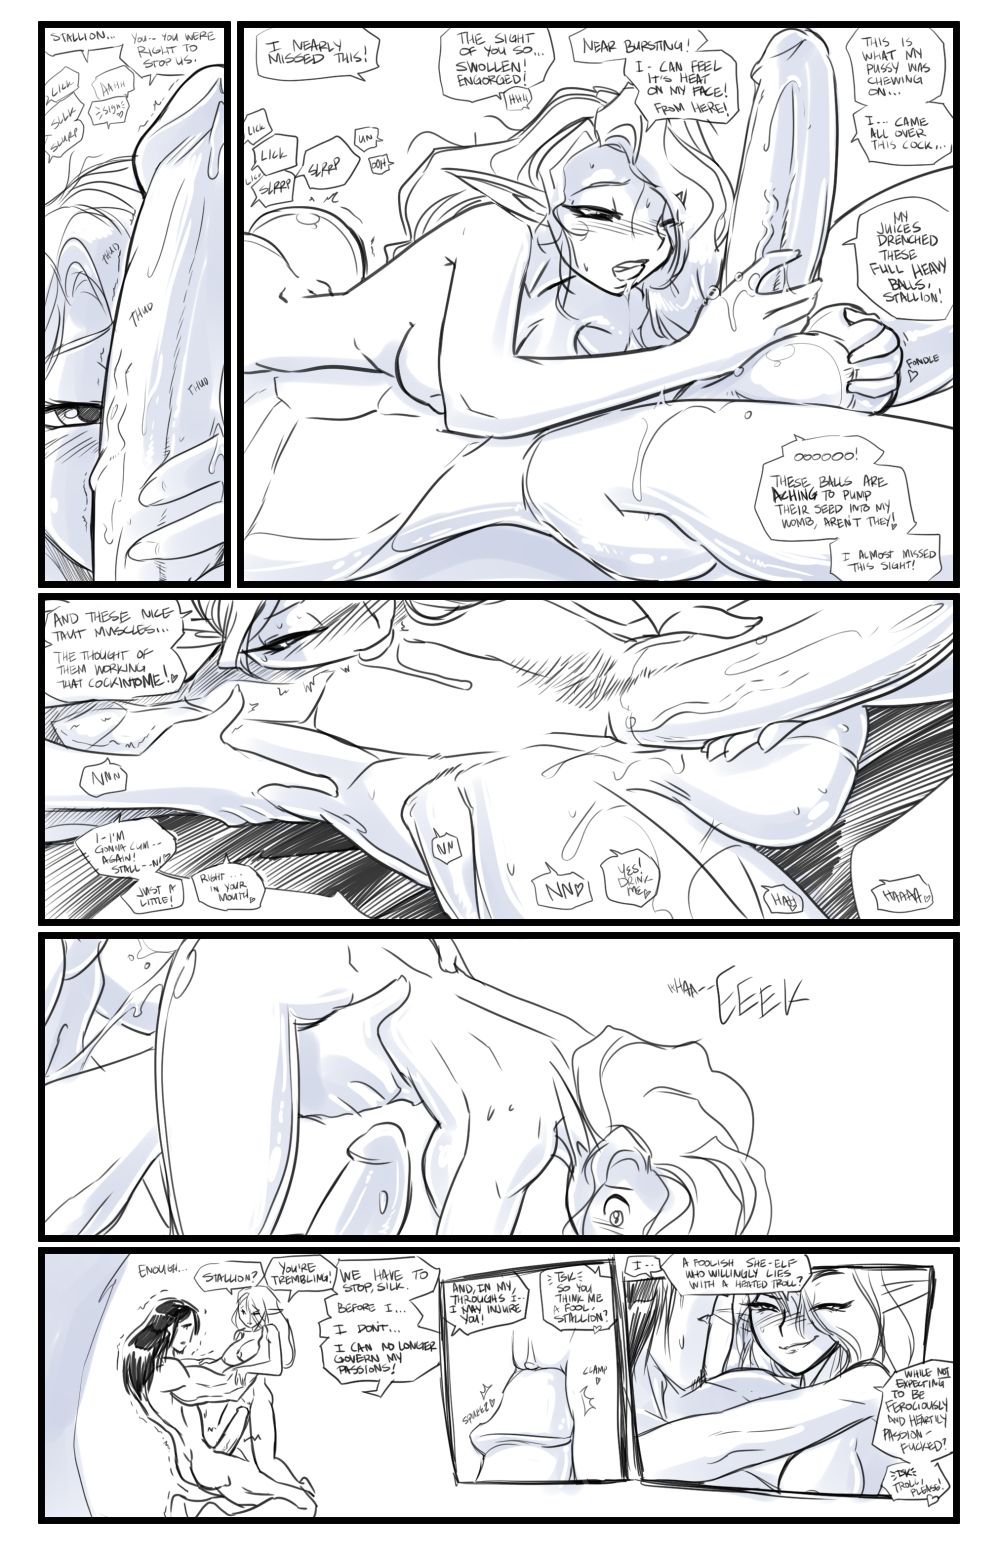 STALLION...
YOU-- YOU WERE
RIGHT TO
STOP US!
LICK
AAHH
SIGH
SLLK
SLURP
THUD
THUD
THUD
I NEARLY
MISSED THIS!
THE SIGHT
OF YOU SO...
SWOLLEN!
ENGORGED!
HHH
NEAR BURSTING!
I- CAN FEEL
IT'S HEAT
ON MY FACE!
FROM HERE!
THIS IS
WHAT MY
PUSSY WAS
CHEWING
ON...
I... CAME
ALL OVER
THIS COCK...
LICK
LICK
LICK
SLRRP
SLRRP
UN
OOH
MY
JUICES
DRENCHED
THESE
FULL HEAVY
BALLS,
STALLION!
FONDLE
OOOOOO!
THESE BALLS ARE
ACHING TO PUMP
THEIR SEED INTO MY
WOMB, AREN'T THEY!
I ALMOST MISSED
THIS SIGHT!
AND THESE NICE
TAUT MUSCLES...
THE THOUGHT OF
THEM WORKING
THAT COCK INTO ME!
NNN
I-I'M
GONNA CUM--
AGAIN!
STALL---N!
JUST A
LITTLE!
RIGHT...
IN YOUR
MOUTH
NN
NN
YES!
DRINK
ME
HAH
HAAAA
WHAA---
EEEK
ENOUGH...
STALLION?
YOU'RE
TREMBLING!
WE HAVE TO
STOP, SILK.
BEFORE I...
I DON'T...
I CAN NO LONGER
GOVERN MY
PASSIONS!
AND, IN MY,
THROUGHS I--
I MAY INJURE
YOU!
TSK
SO YOU
THINK ME
A FOOL,
STALLION?
CLAMP
SQUEEZ
I...
A FOOLISH SHE-ELF
WHO WILLINGLY LIES
WITH A HEATED TROLL?
WHILE NOT
EXPECTING
TO BE
FEROCIOUSLY
AND HEARTILY
PASSION-
FUCKED?
TSK
TROLL,
PLEASE!